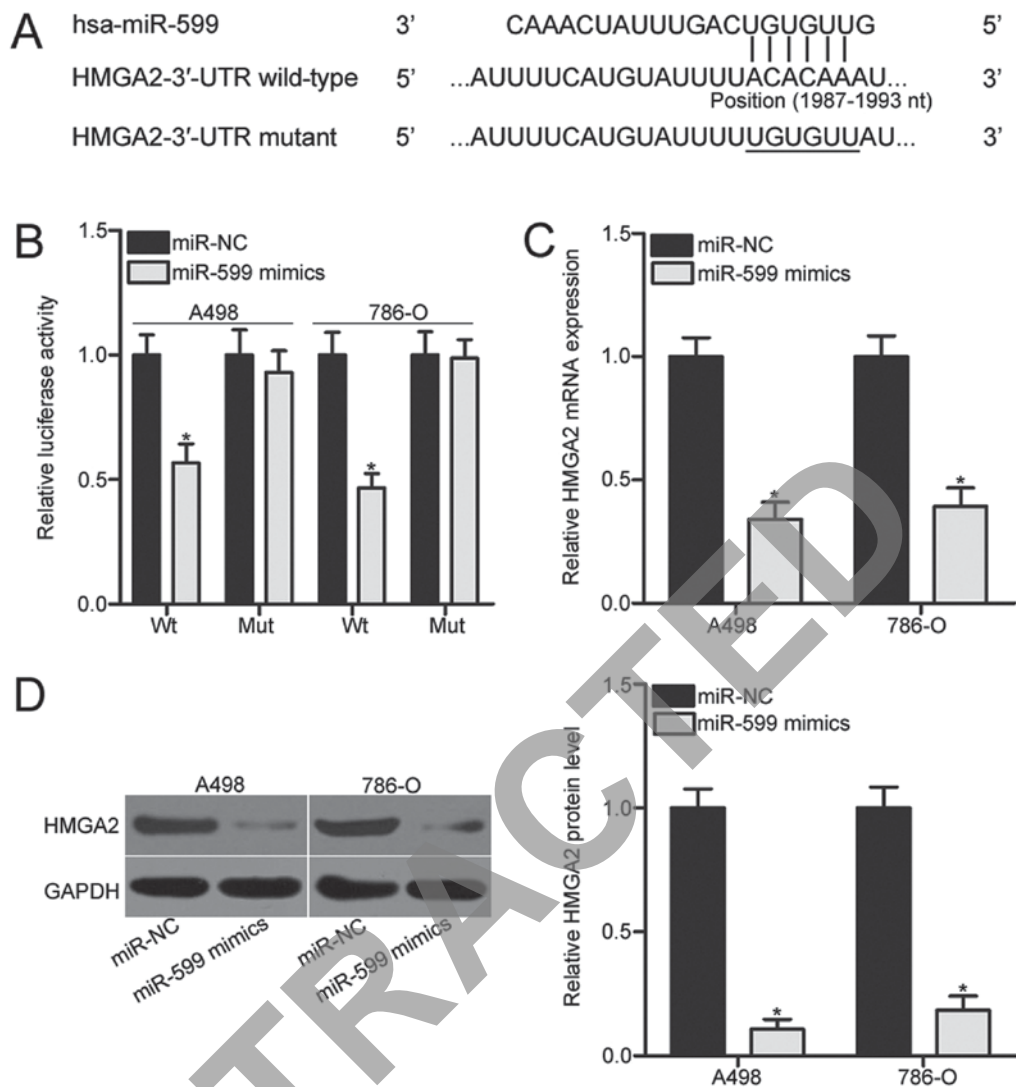 A
hsa-miR-599 3’ CAAACUAUUUGACUGUGUUG 5’
HMGA2-3′-UTR wild-type 5’ ...AUUUUCAUGUAUUUUACACAAAU... 3’
Position (1987-1993 nt)
HMGA2-3′-UTR mutant 5’ ...AUUUUCAUGUAUUUUUGUGUUAU... 3’
B
miR-NC
miR-599 mimics
Relative luciferase activity
1.5
1.0
0.5
0.0
A498
786-O
*
*
Wt Mut Wt Mut
C
miR-NC
miR-599 mimics
Relative HMGA2 mRNA expression
1.5
1.0
0.5
0.0
*
*
A498 786-O
D
A498 786-O
HMGA2
GAPDH
miR-NC
miR-599 mimics
miR-NC
miR-599 mimics
miR-NC
miR-599 mimics
Relative HMGA2 protein level
1.5
1.0
0.5
0.0
*
*
A498 786-O
TRACTED